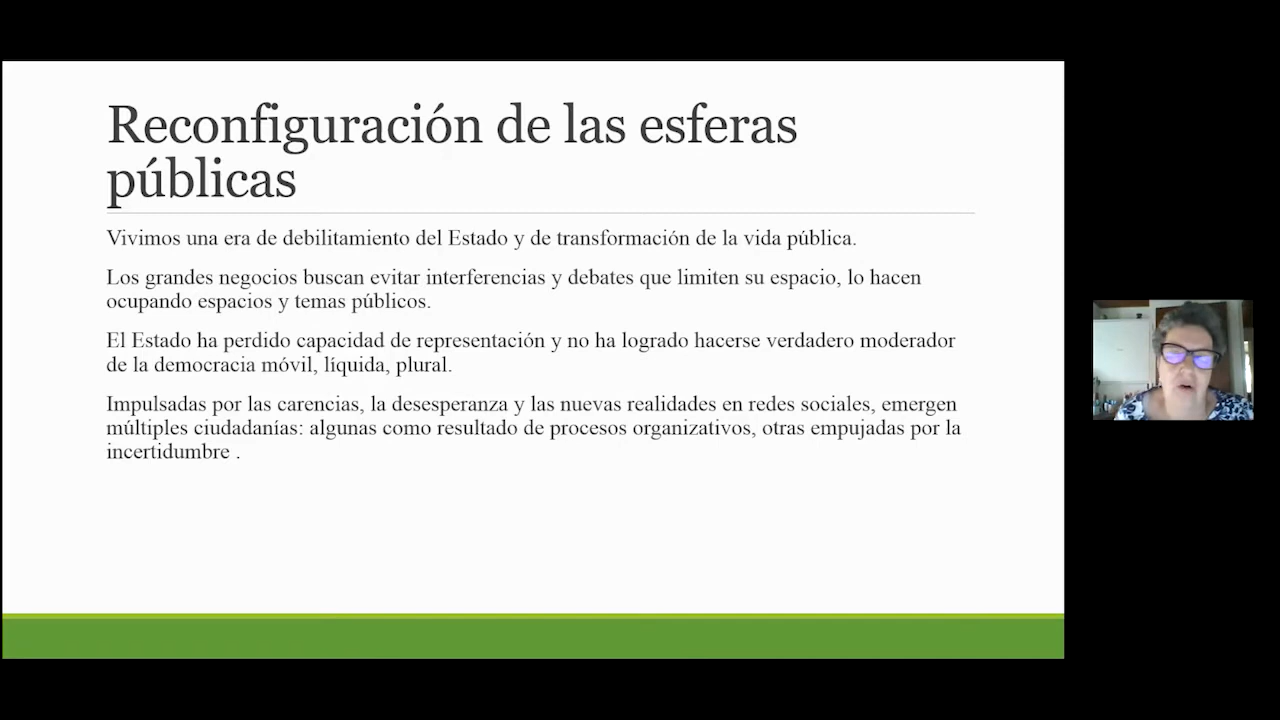 Reconfiguración de las esferas
públicas
Vivimos una era de debilitamiento del Estado y de transformación de la vida pública.
Los grandes negocios buscan evitar interferencias y debates que limiten su espacio, lo hacen
ocupando espacios y temas públicos.
El Estado ha perdido capacidad de representación y no ha logrado hacerse verdadero moderador
de la democracia móvil, líquida, plural.
Impulsadas por las carencias, la desesperanza y las nuevas realidades en redes sociales, emergen
múltiples ciudadanías: algunas como resultado de procesos organizativos, otras empujadas por la
incertidumbre .